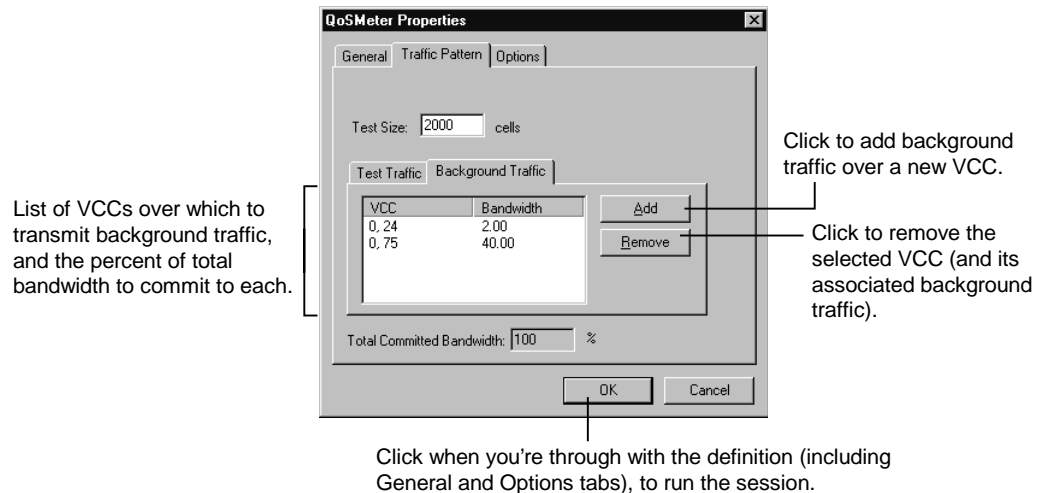 QoSMeter Properties
General Traffic Pattern Options
Test Size: 2000 cells
Test Traffic Background Traffic
VCC Bandwidth
0, 24 2.00
0, 75 40.00
Add
Remove
Total Committed Bandwidth: 100 %
OK Cancel
List of VCCs over which to
transmit background traffic,
and the percent of total
bandwidth to commit to each.
Click to add background
traffic over a new VCC.
Click to remove the
selected VCC (and its
associated background
traffic).
Click when you’re through with the definition (including
General and Options tabs), to run the session.